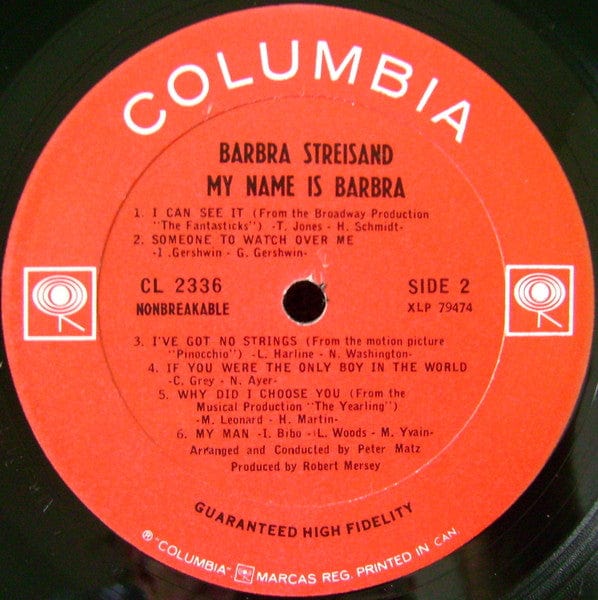 COLUMBIA
BARBRA STREISAND
MY NAME IS BARBRA
1. I CAN SEE IT (From the Broadway Production
"The Fantasticks") -T. Jones - H. Schmidt-
2. SOMEONE TO WATCH OVER ME
-I. Gershwin - G. Gershwin-
CL 2336
SIDE 2
NONBREAKABLE
XLP 79474
3. I'VE GOT NO STRINGS (From the motion picture
"Pinocchio") -L. Harline - N. Washington-
4. IF YOU WERE THE ONLY BOY IN THE WORLD
-C. Grey - N. Ayer-
5. WHY DID I CHOOSE YOU (From the
Musical Production "The Yearling")
-M. Leonard - H. Martin-
6. MY MAN -I. Bibo -L. Woods - M. Yvain-
Arranged and Conducted by Peter Matz
Produced by Robert Mersey
GUARANTEED HIGH FIDELITY
® "COLUMBIA" MARCAS REG. PRINTED IN CAN.